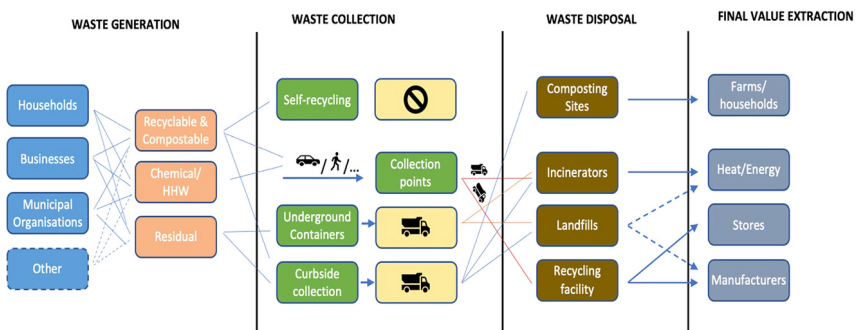 WASTE GENERATION
WASTE COLLECTION
WASTE DISPOSAL
FINAL VALUE EXTRACTION
Households
Businesses
Municipal
Organisations
Other
Recyclable &
Compostable
Chemical/
HHW
Residual
Self-recycling
/ / ...
Collection
points
Underground
Containers
Curbside
collection
Composting
Sites
Incinerators
Landfills
Recycling
facility
Farms/
households
Heat/Energy
Stores
Manufacturers